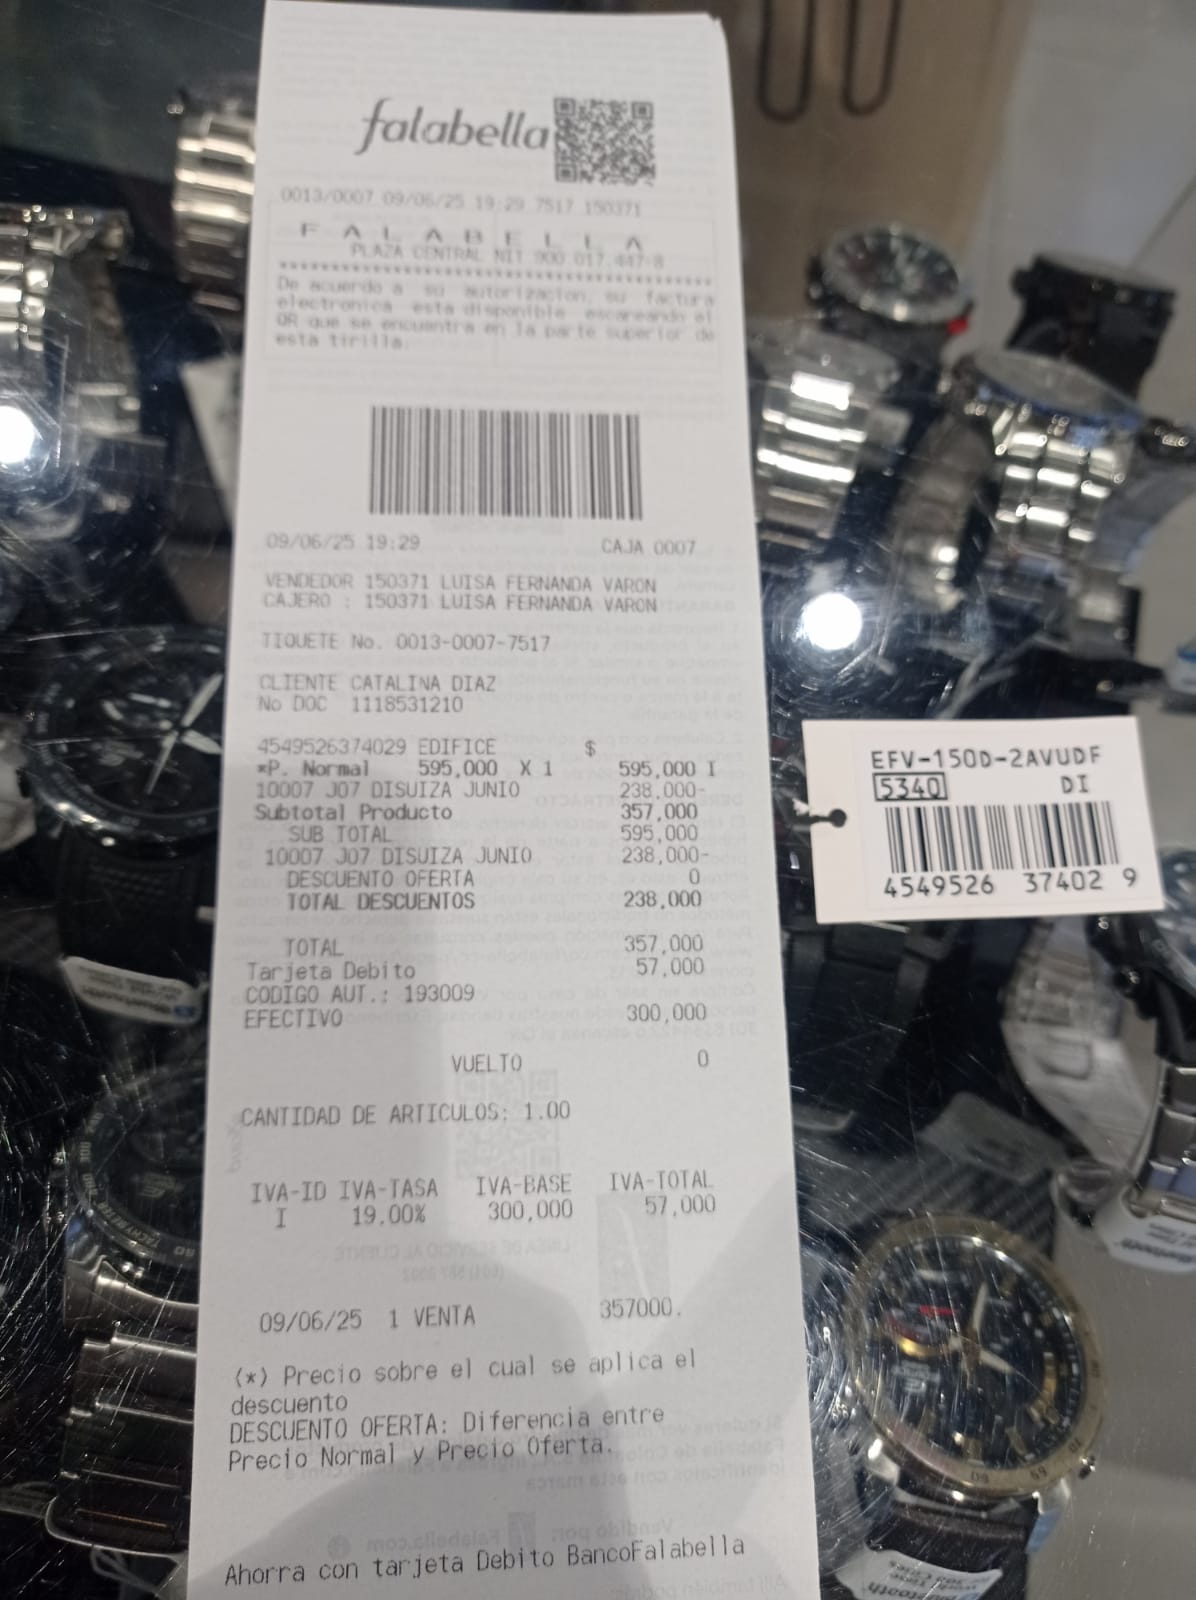 falabella
0013/0007 09/06/25 19:29 7517 150371
F A L A B E L L A
PLAZA CENTRAL NIT 900 017.447-8
****************************************
De acuerdo a su autorizacion, su factura
electronica esta disponible escaneando el
QR que se encuentra en la parte superior de
esta tirilla.
09/06/25 19:29 CAJA 0007
VENDEDOR 150371 LUISA FERNANDA VARON
CAJERO : 150371 LUISA FERNANDA VARON
TIQUETE No. 0013-0007-7517
CLIENTE CATALINA DIAZ
No DOC 1118531210
4549526374029 EDIFICE $
*P. Normal 595,000 X 1 595,000 I
10007 J07 DISUIZA JUNIO 238,000-
Subtotal Producto 357,000
SUB TOTAL 595,000
10007 J07 DISUIZA JUNIO 238,000-
DESCUENTO OFERTA 0
TOTAL DESCUENTOS 238,000
TOTAL 357,000
Tarjeta Debito 57,000
CODIGO AUT.: 193009
EFECTIVO 300,000
VUELTO 0
CANTIDAD DE ARTICULOS: 1.00
IVA-ID IVA-TASA IVA-BASE IVA-TOTAL
I 19.00% 300,000 57,000
09/06/25 1 VENTA 357000.
(*) Precio sobre el cual se aplica el
descuento
DESCUENTO OFERTA: Diferencia entre
Precio Normal y Precio Oferta.
Ahorra con tarjeta Debito BancoFalabella
EFV-150D-2AVUDF
5340 DI
4549526 37402 9
Bluetooth